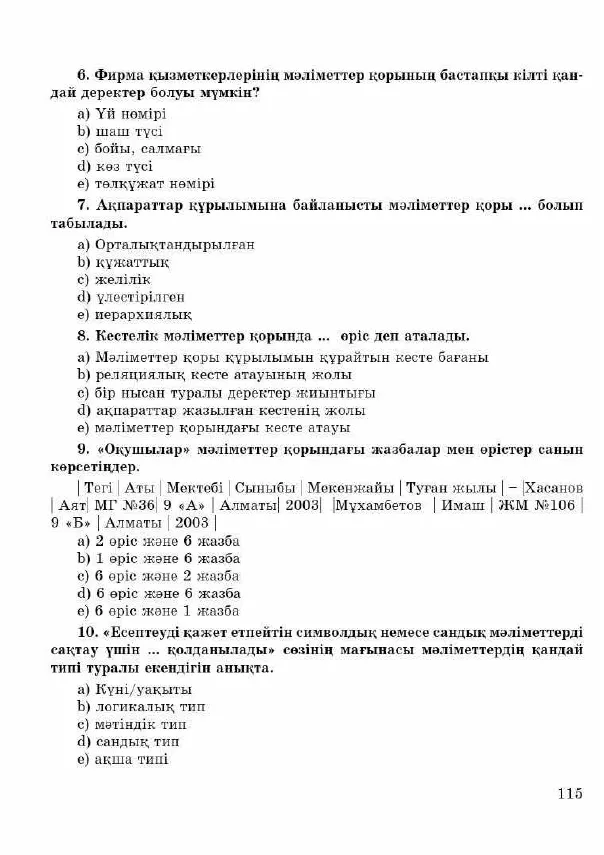 6. Фирма қызметкерлерінің мәліметтер қорының бастапқы кілті қан-
дай деректер болуы мүмкін?
a) Үй нөмірі
b) шаш түсі
c) бойы, салмағы
d) көз түсі
e) төлқұжат нөмірі
7. Ақпараттар құрылымына байланысты мәліметтер қоры ... болып
табылады.
a) Орталықтандырылған
b) құжаттық
c) желілік
d) үлестірілген
e) иерархиялық
8. Кестелік мәліметтер қорында ... өріс деп аталады.
a) Мәліметтер қоры құрылымын құрайтын кесте бағаны
b) реляциялық кесте атауының жолы
c) бір нысан туралы деректер жиынтығы
d) ақпараттар жазылған кестенің жолы
e) мәліметтер қорындағы кесте атауы
9. «Оқушылар» мәліметтер қорындағы жазбалар мен өрістер санын
көрсетіңдер.
| Тегі | Аты | Мектебі | Сыныбы | Мекенжайы | Туған жылы | – |Хасанов
| Аят| МГ №36| 9 «А» | Алматы| 2003| |Мұхамбетов | Имаш | ЖМ №106 |
9 «Б» | Алматы | 2003 |
a) 2 өріс және 6 жазба
b) 1 өріс және 6 жазба
c) 6 өріс және 2 жазба
d) 6 өріс және 6 жазба
e) 6 өріс және 1 жазба
10. «Есептеуді қажет етпейтін символдық немесе сандық мәліметтерді
сақтау үшін ... қолданылады» сөзінің мағынасы мәліметтердің қандай
типі туралы екендігін анықта.
a) Күні/уақыты
b) логикалық тип
c) мәтіндік тип
d) сандық тип
e) ақша типі
115